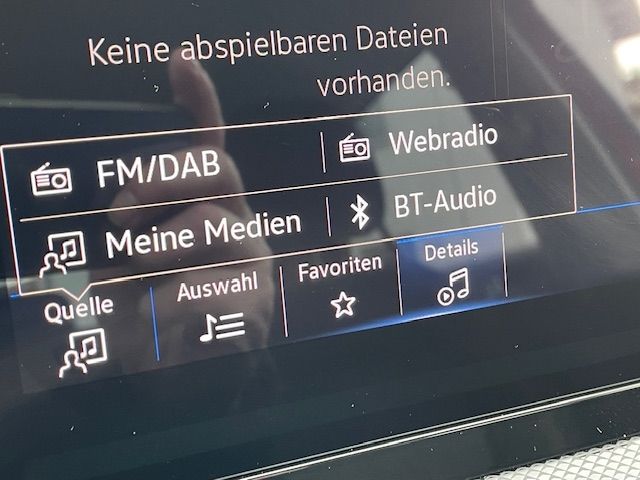 Keine abspielbaren Dateien
vorhanden.
FM/DAB
Webradio
Meine Medien
BT-Audio
Quelle
Auswahl
Favoriten
Details